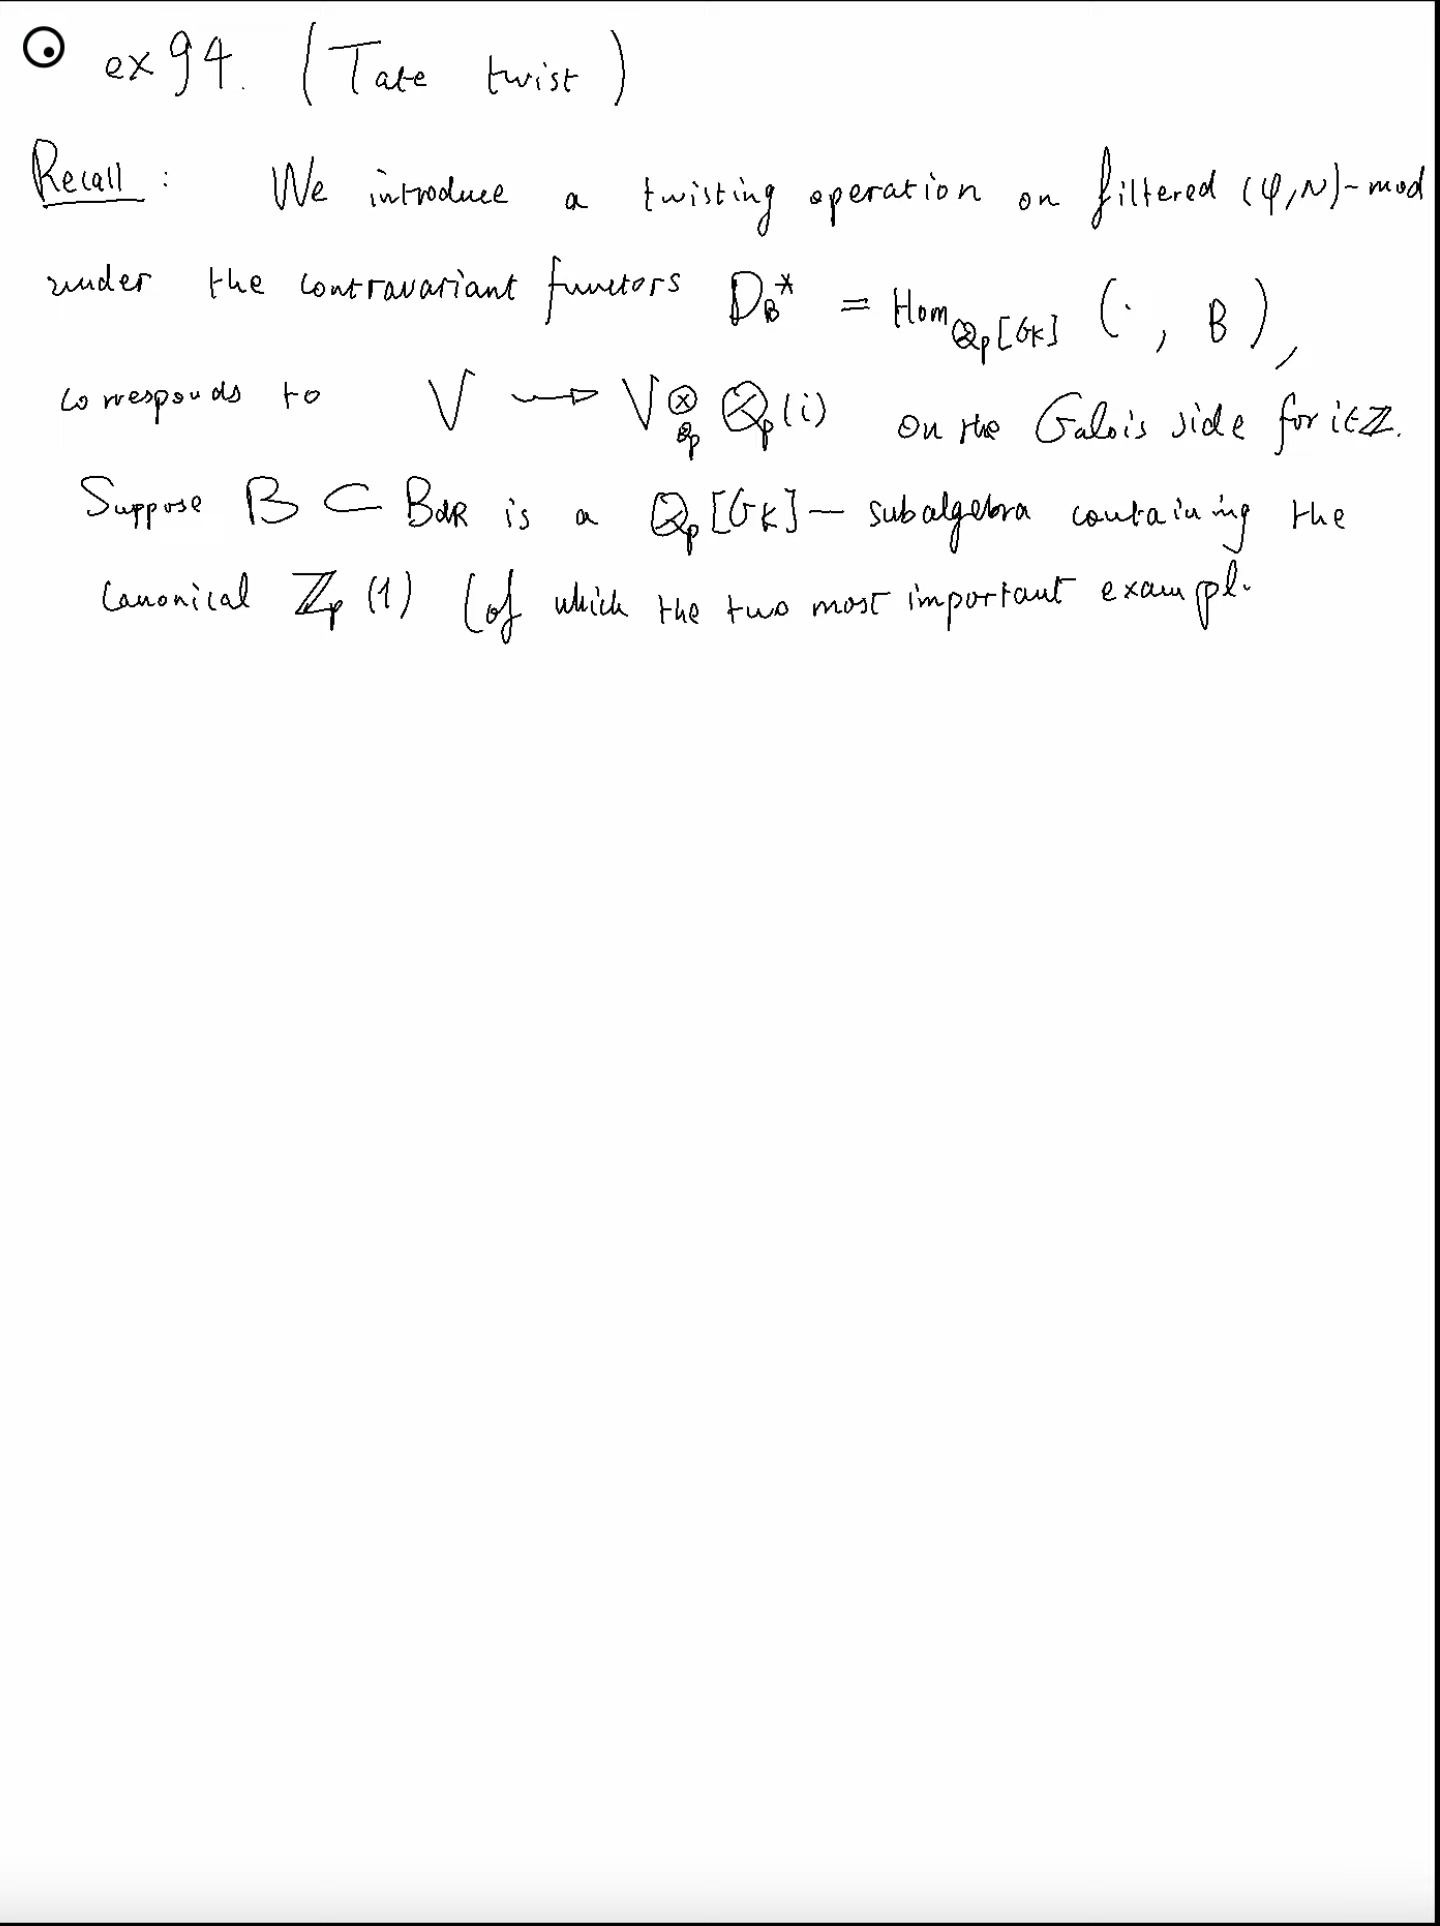 ex 94. (Tate twist)
Recall: We introduce a twisting operation on filtered (φ,N)-mod
under the contravariant functors D_B^* = Hom_{ℚ_p[G_K]} (·, B),
corresponds to V ⟿ V ⊗_{ℚ_p} ℚ_p(i) on the Galois side for i∈ℤ.
Suppose B ⊂ B_dR is a ℚ_p[G_K]-subalgebra containing the
canonical ℤ_p(1) (of which the two most important exampl.